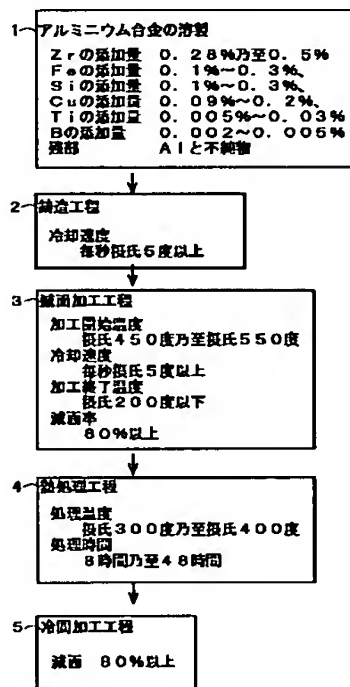 1 アルミニウム合金の溶製
Zrの添加量 0.28%乃至0.5%
Feの添加量 0.1%~0.3%、
Siの添加量 0.1%~0.3%、
Cuの添加量 0.09%~0.2%、
Tiの添加量 0.005%~0.03%
Bの添加量 0.002~0.005%
残部 Alと不純物
2 鋳造工程
冷却速度
毎秒摂氏5度以上
3 減面加工工程
加工開始温度
摂氏450度乃至摂氏550度
冷却速度
毎秒摂氏5度以上
加工終了温度
摂氏200度以下
減面率
80%以上
4 熱処理工程
処理温度
摂氏300度乃至摂氏400度
処理時間
8時間乃至48時間
5 冷間加工工程
減面 80%以上